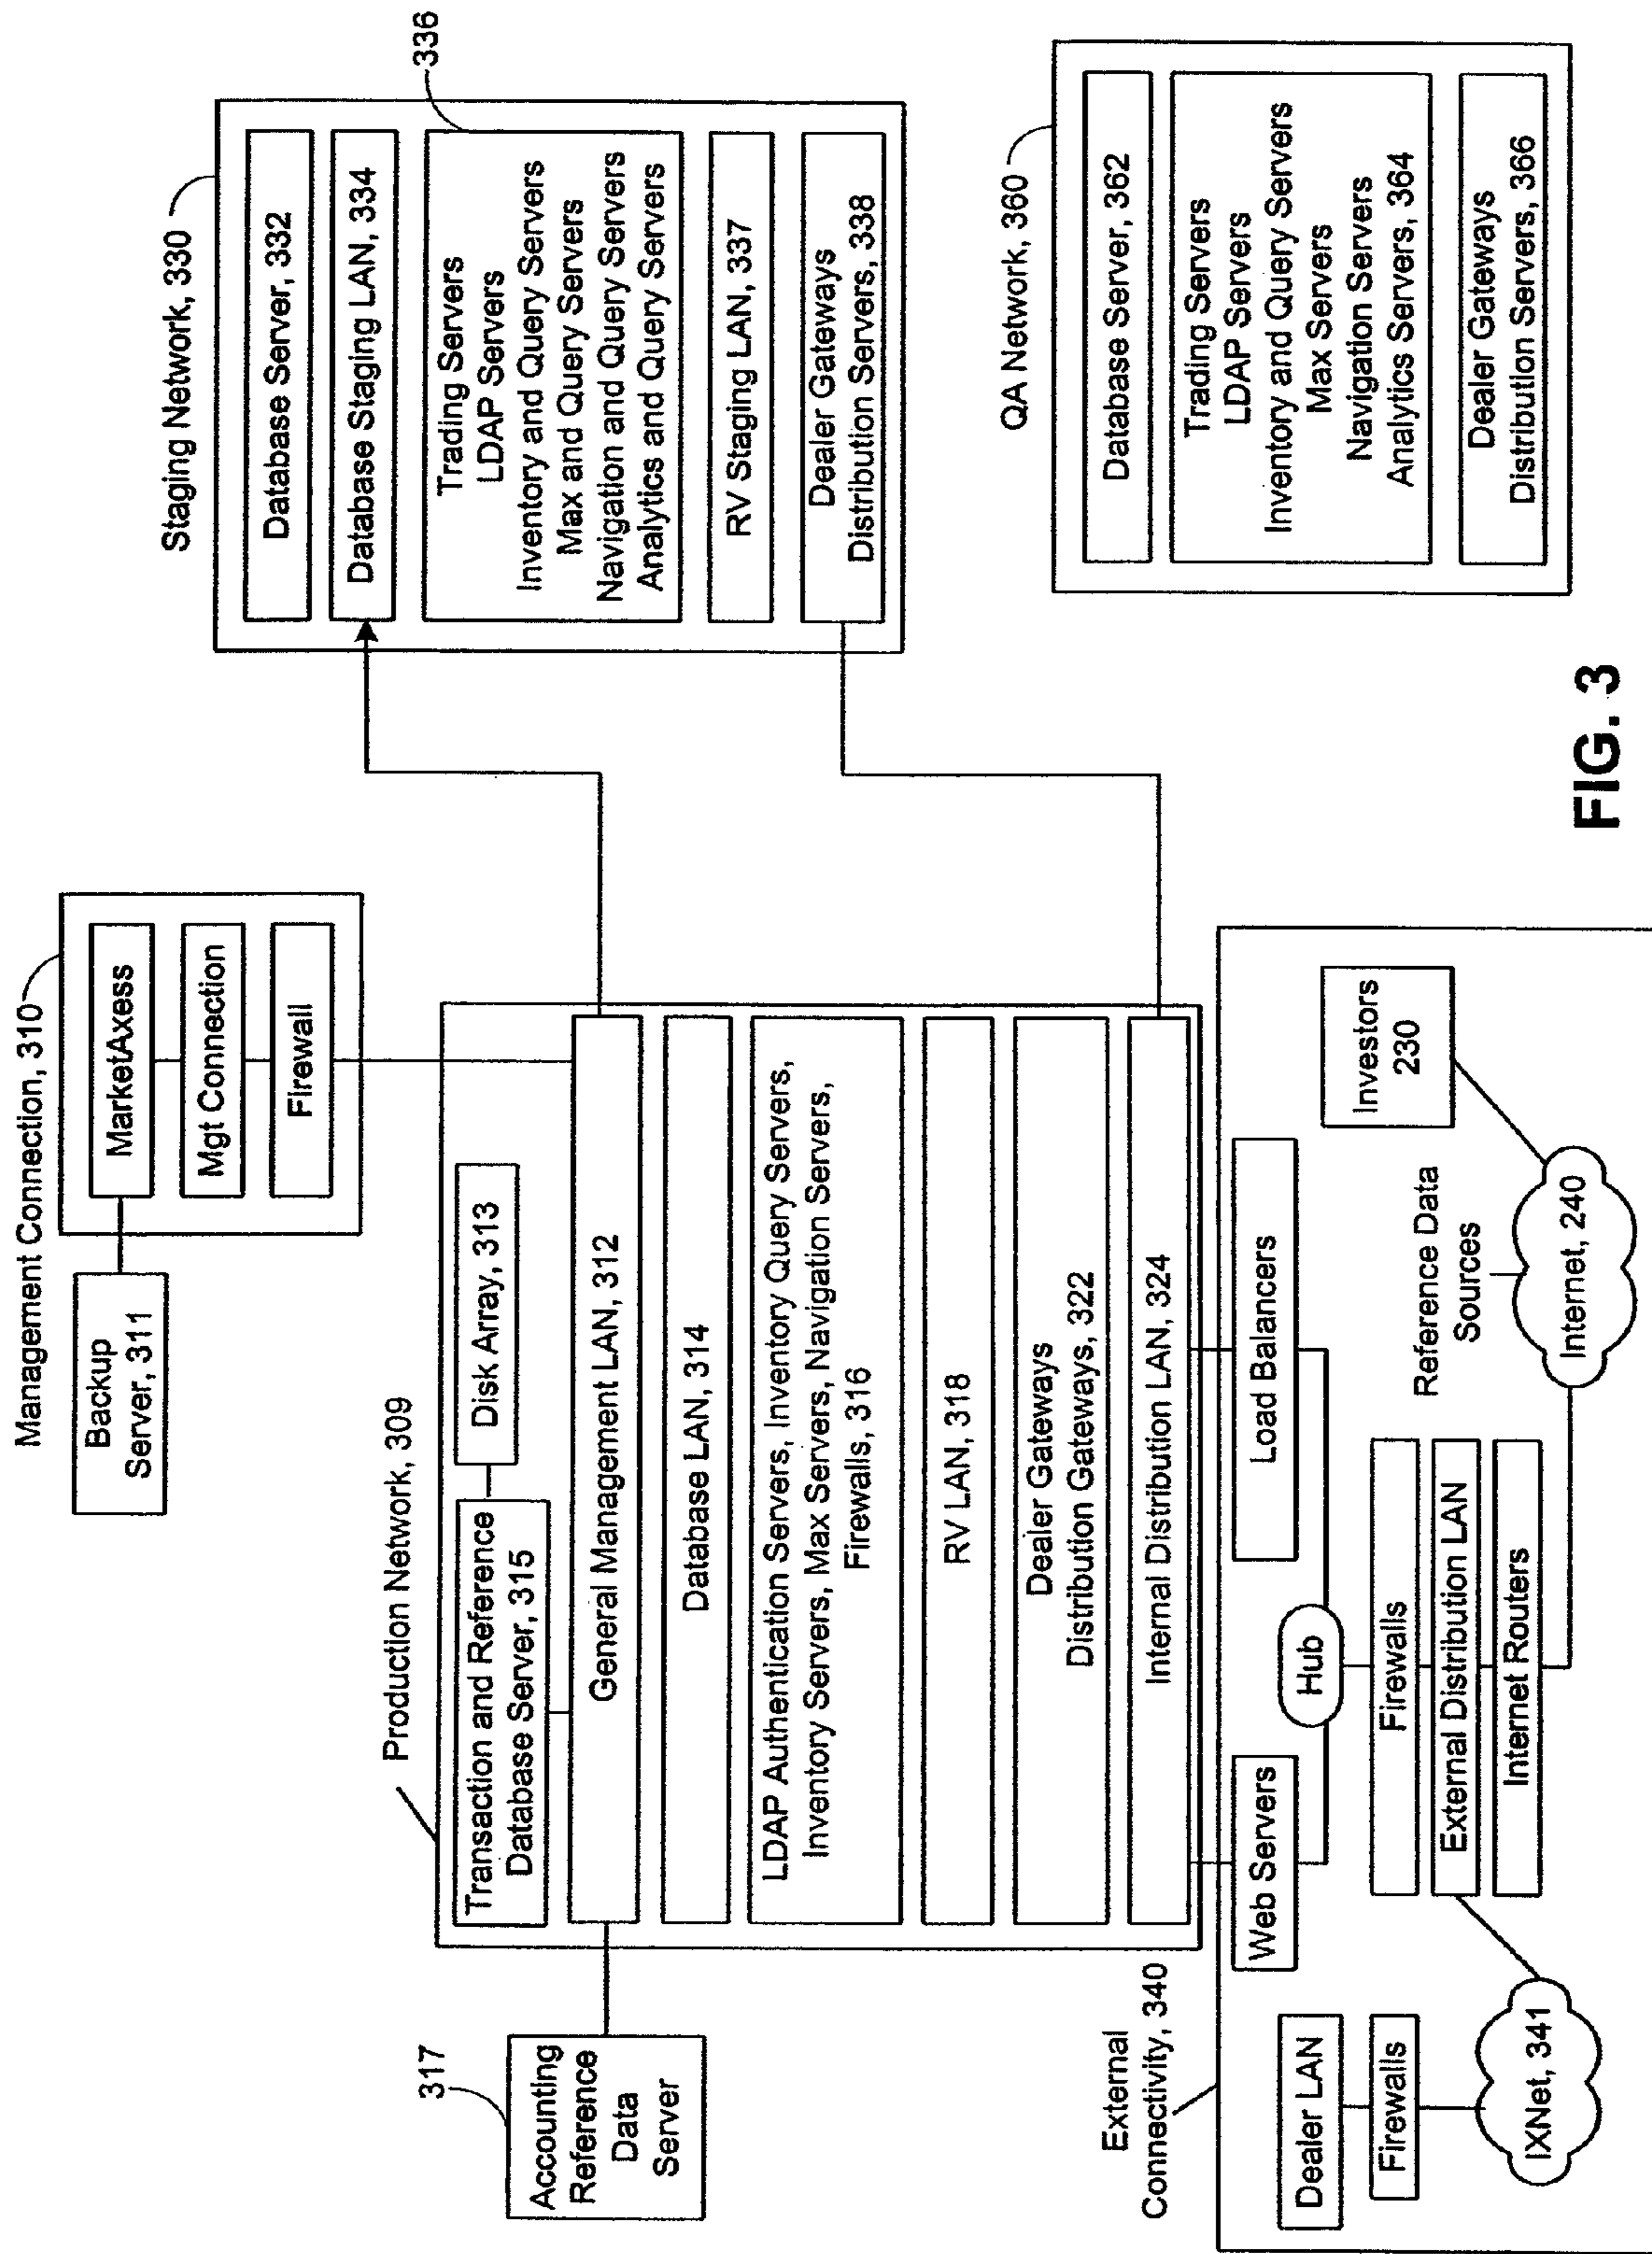 Management Connection, 310
Backup
Server, 311
MarketAxess
Mgt Connection
Firewall
Production Network, 309
Transaction and Reference
Database Server, 315
Disk Array, 313
General Management LAN, 312
Database LAN, 314
LDAP Authentication Servers, Inventory Query Servers,
Inventory Servers, Max Servers, Navigation Servers,
Firewalls, 316
RV LAN, 318
Dealer Gateways
Distribution Gateways, 322
Internal Distribution LAN, 324
317
Accounting
Reference
Data
Server
Staging Network, 330
Database Server, 332
Database Staging LAN, 334
336
Trading Servers
LDAP Servers
Inventory and Query Servers
Max and Query Servers
Navigation and Query Servers
Analytics and Query Servers
RV Staging LAN, 337
Dealer Gateways
Distribution Servers, 338
QA Network, 360
Database Server, 362
Trading Servers
LDAP Servers
Inventory and Query Servers
Max Servers
Navigation Servers
Analytics Servers, 364
Dealer Gateways
Distribution Servers, 366
External
Connectivity, 340
Web Servers
Load Balancers
Hub
Dealer LAN
Firewalls
IXNet, 341
Firewalls
External Distribution LAN
Internet Routers
Reference Data
Sources
Internet, 240
Investors
230
FIG. 3